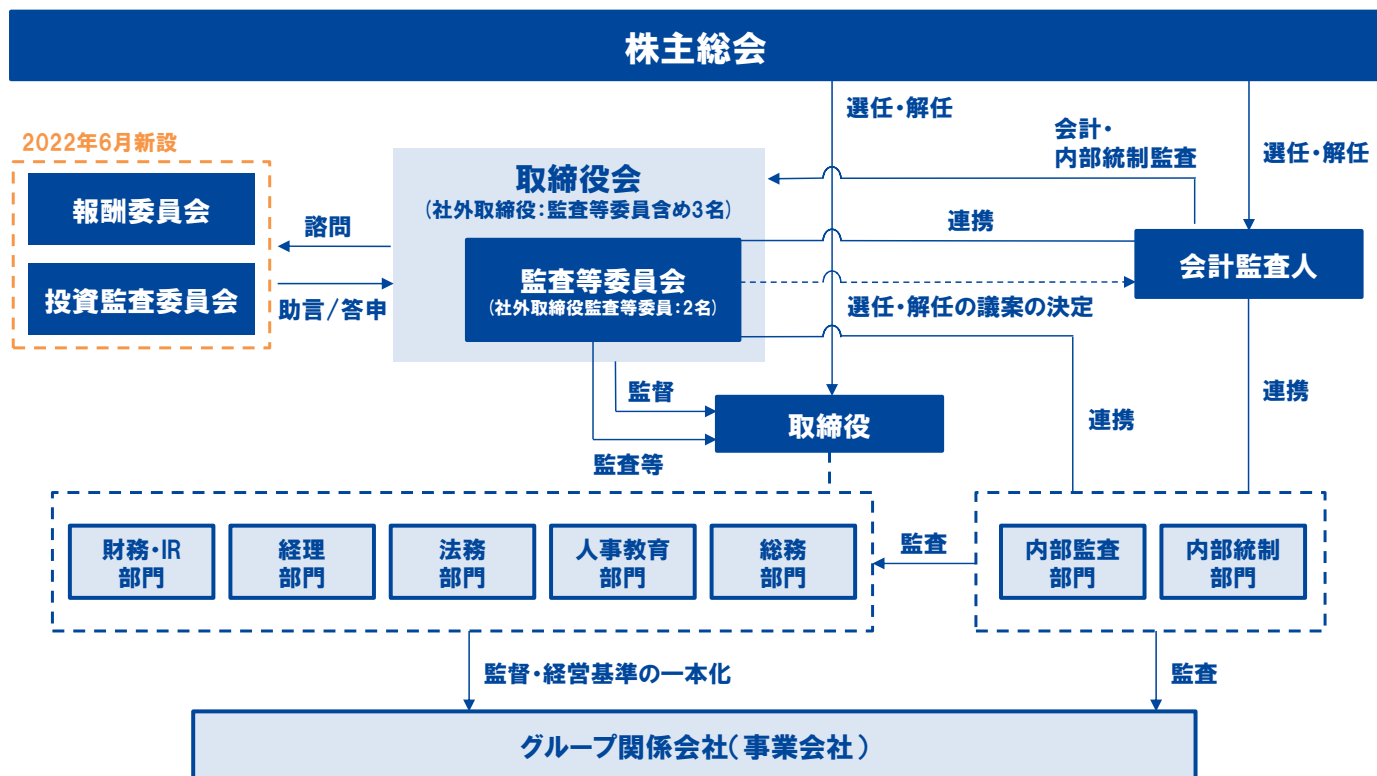 株主総会
選任・解任
会計・
内部統制監査
選任・解任
2022年6月新設
報酬委員会
投資監査委員会
諮問
助言/答申
取締役会
(社外取締役：監査等委員含め3名)
監査等委員会
(社外取締役監査等委員：2名)
連携
会計監査人
選任・解任の議案の決定
監督
取締役
監査等
連携
連携
財務・IR
部門
経理
部門
法務
部門
人事教育
部門
総務
部門
監査
内部監査
部門
内部統制
部門
監督・経営基準の一本化
監査
グループ関係会社(事業会社)